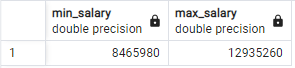 min_salary max_salary
double precision double precision
1 8465980 12935260